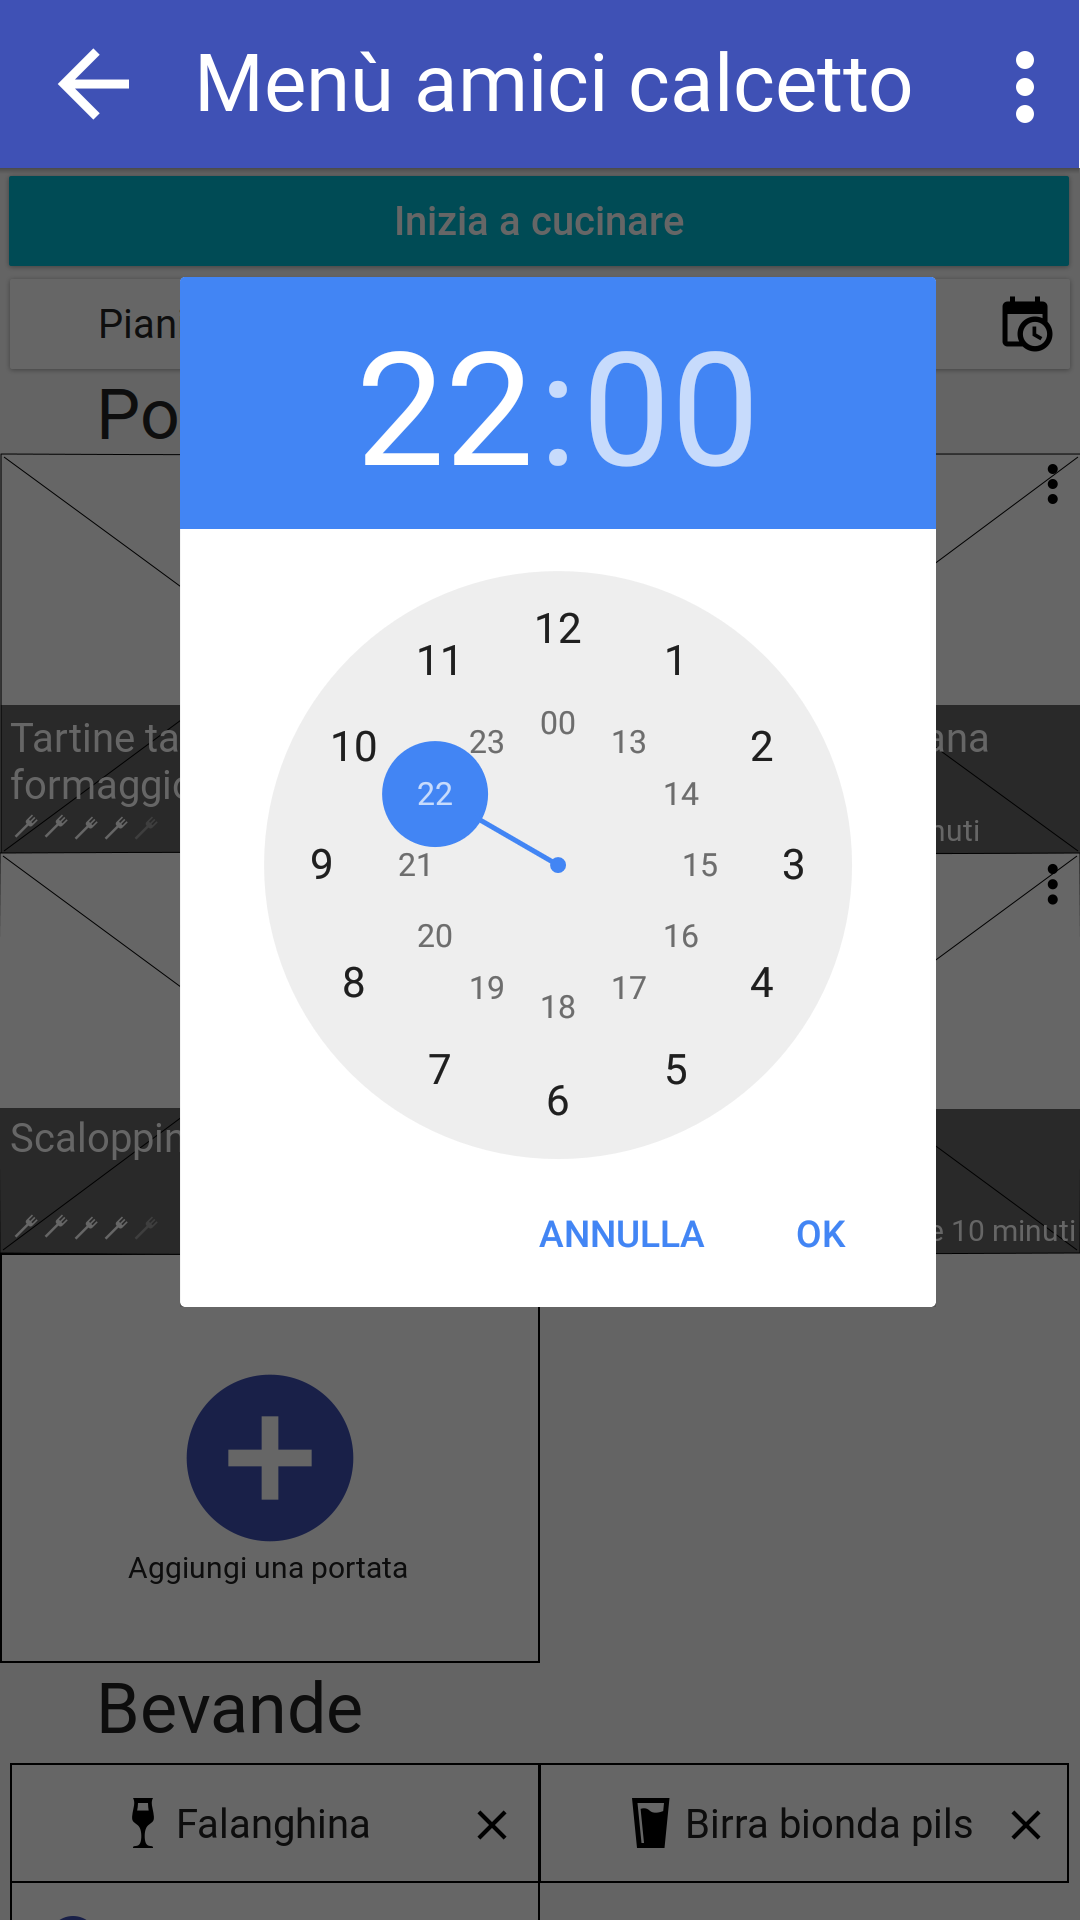 Menù amici calcetto
Inizia a cucinare
Pian
Po
22:00
12
11
1
00
23
13
10
2
22
14
9
21
15
3
20
16
8
19
17
4
18
7
5
6
Tartine ta
formaggio
ana
nuti
Scaloppin
e 10 minuti
ANNULLA
OK
Aggiungi una portata
Bevande
Falanghina
Birra bionda pils